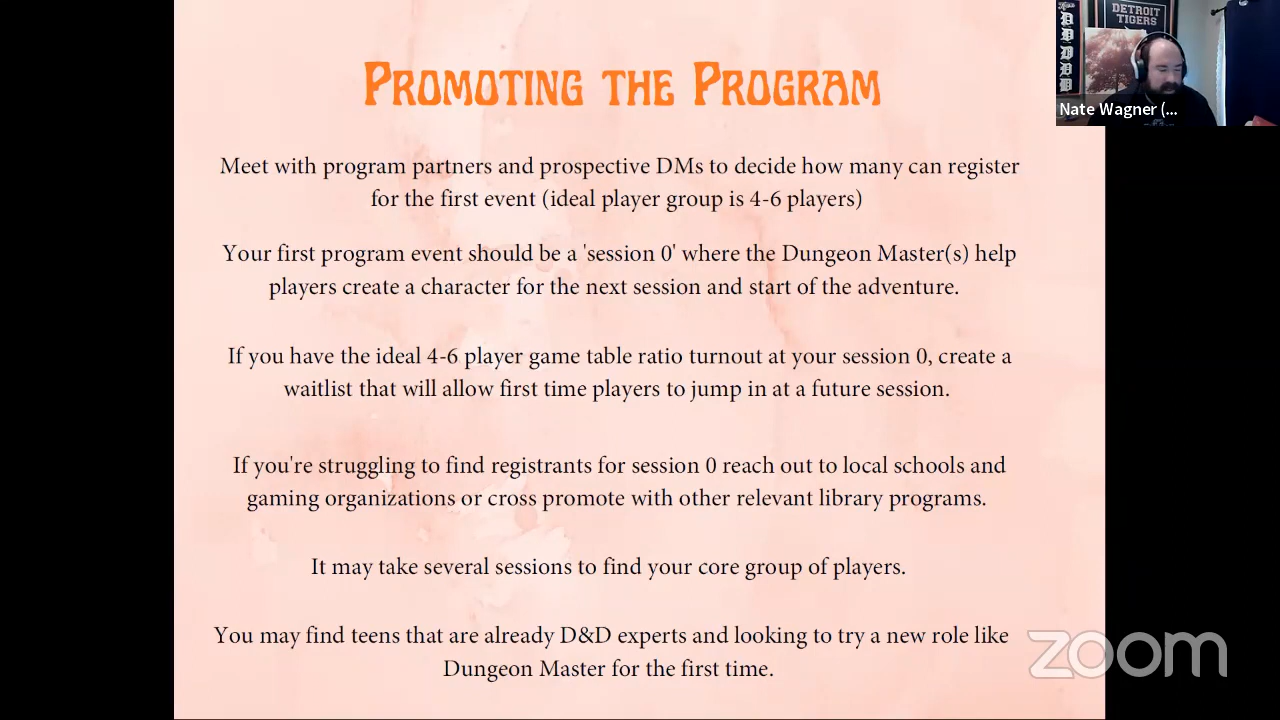 Promoting the Program
Meet with program partners and prospective DMs to decide how many can register
for the first event (ideal player group is 4-6 players)
Your first program event should be a 'session 0' where the Dungeon Master(s) help
players create a character for the next session and start of the adventure.
If you have the ideal 4-6 player game table ratio turnout at your session 0, create a
waitlist that will allow first time players to jump in at a future session.
If you're struggling to find registrants for session 0 reach out to local schools and
gaming organizations or cross promote with other relevant library programs.
It may take several sessions to find your core group of players.
You may find teens that are already D&D experts and looking to try a new role like
Dungeon Master for the first time.
DETROIT
TIGERS
Nate Wagner (...
zoom